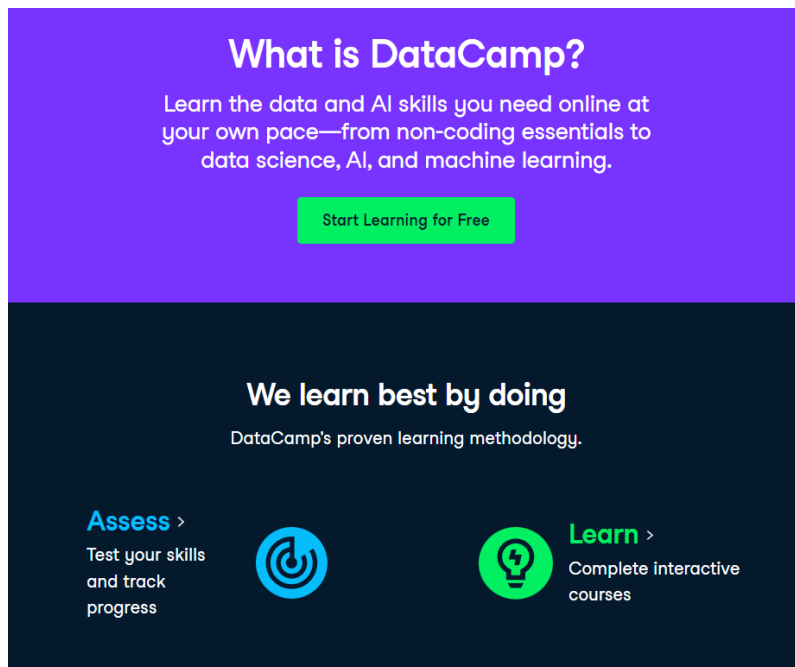 What is DataCamp?
Learn the data and AI skills you need online at
your own pace—from non-coding essentials to
data science, AI, and machine learning.
Start Learning for Free
We learn best by doing
DataCamp's proven learning methodology.
Assess >
Test your skills
and track
progress
Learn >
Complete interactive
courses